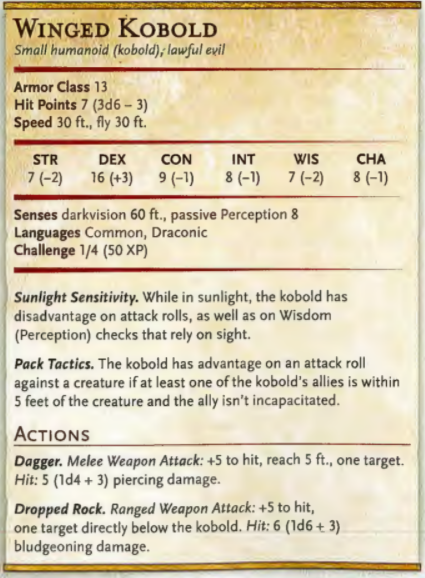 WINGED KOBOLD
Small humanoid (kobold), lawful evil
Armor Class 13
Hit Points 7 (3d6 – 3)
Speed 30 ft., fly 30 ft.
STR DEX CON INT WIS CHA
7 (–2) 16 (+3) 9 (–1) 8 (–1) 7 (–2) 8 (–1)
Senses darkvision 60 ft., passive Perception 8
Languages Common, Draconic
Challenge 1/4 (50 XP)
Sunlight Sensitivity. While in sunlight, the kobold has
disadvantage on attack rolls, as well as on Wisdom
(Perception) checks that rely on sight.
Pack Tactics. The kobold has advantage on an attack roll
against a creature if at least one of the kobold's allies is within
5 feet of the creature and the ally isn't incapacitated.
ACTIONS
Dagger. Melee Weapon Attack: +5 to hit, reach 5 ft., one target.
Hit: 5 (1d4 + 3) piercing damage.
Dropped Rock. Ranged Weapon Attack: +5 to hit,
one target directly below the kobold. Hit: 6 (1d6 + 3)
bludgeoning damage.